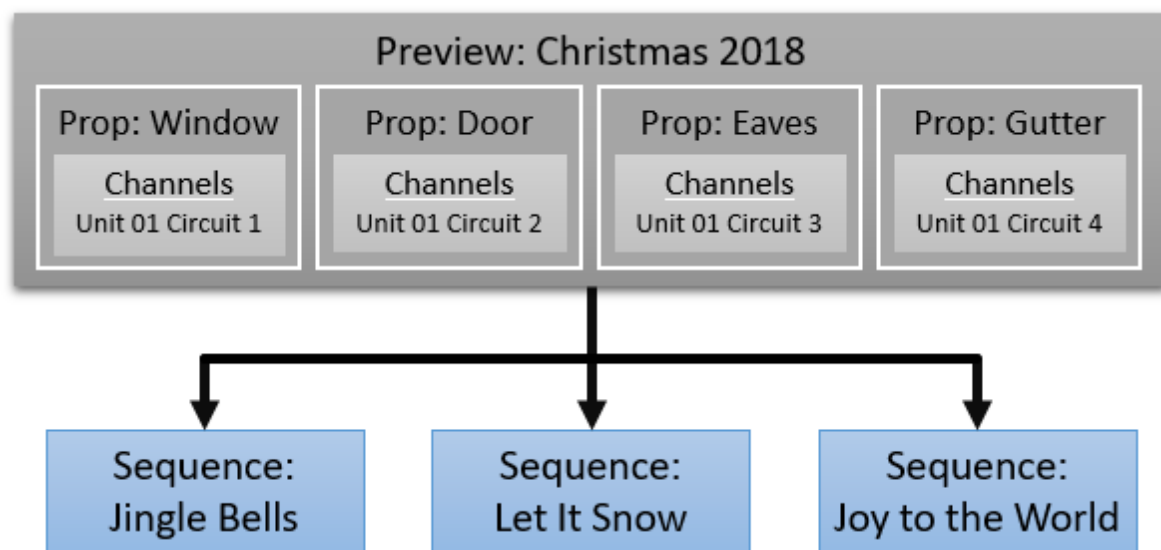 Preview: Christmas 2018
Prop: Window
Channels
Unit 01 Circuit 1
Prop: Door
Channels
Unit 01 Circuit 2
Prop: Eaves
Channels
Unit 01 Circuit 3
Prop: Gutter
Channels
Unit 01 Circuit 4
Sequence:
Jingle Bells
Sequence:
Let It Snow
Sequence:
Joy to the World